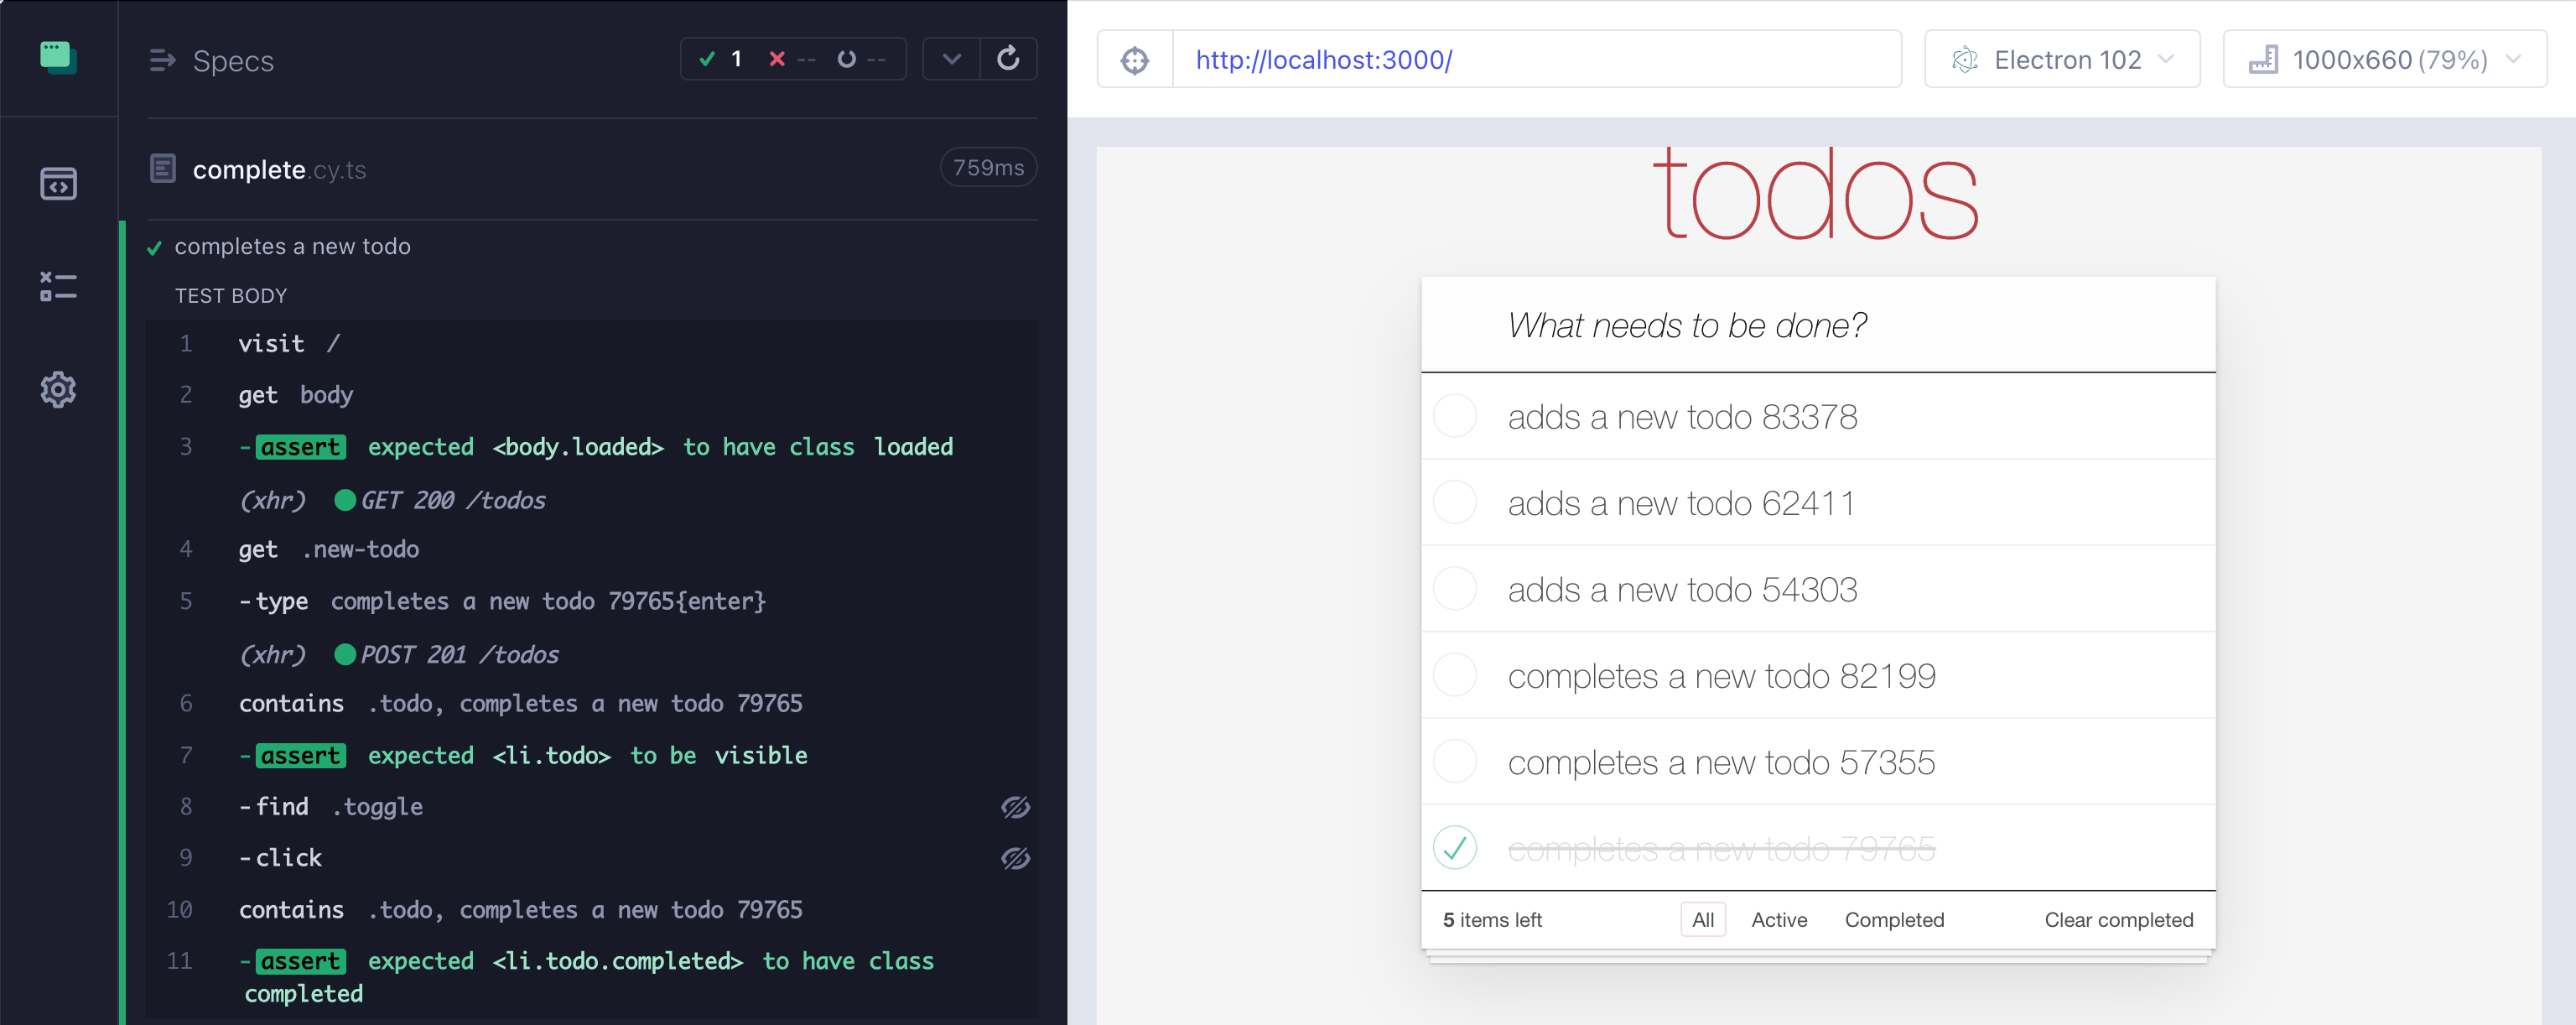 Specs
1 -- --
complete.cy.ts
759ms
completes a new todo
TEST BODY
1 visit /
2 get body
3 -assert expected <body.loaded> to have class loaded
(xhr) GET 200 /todos
4 get .new-todo
5 -type completes a new todo 79765{enter}
(xhr) POST 201 /todos
6 contains .todo, completes a new todo 79765
7 -assert expected <li.todo> to be visible
8 -find .toggle
9 -click
10 contains .todo, completes a new todo 79765
11 -assert expected <li.todo.completed> to have class
completed
http://localhost:3000/
Electron 102
1000x660 (79%)
todos
What needs to be done?
adds a new todo 83378
adds a new todo 62411
adds a new todo 54303
completes a new todo 82199
completes a new todo 57355
completes a new todo 79765
5 items left
All
Active
Completed
Clear completed